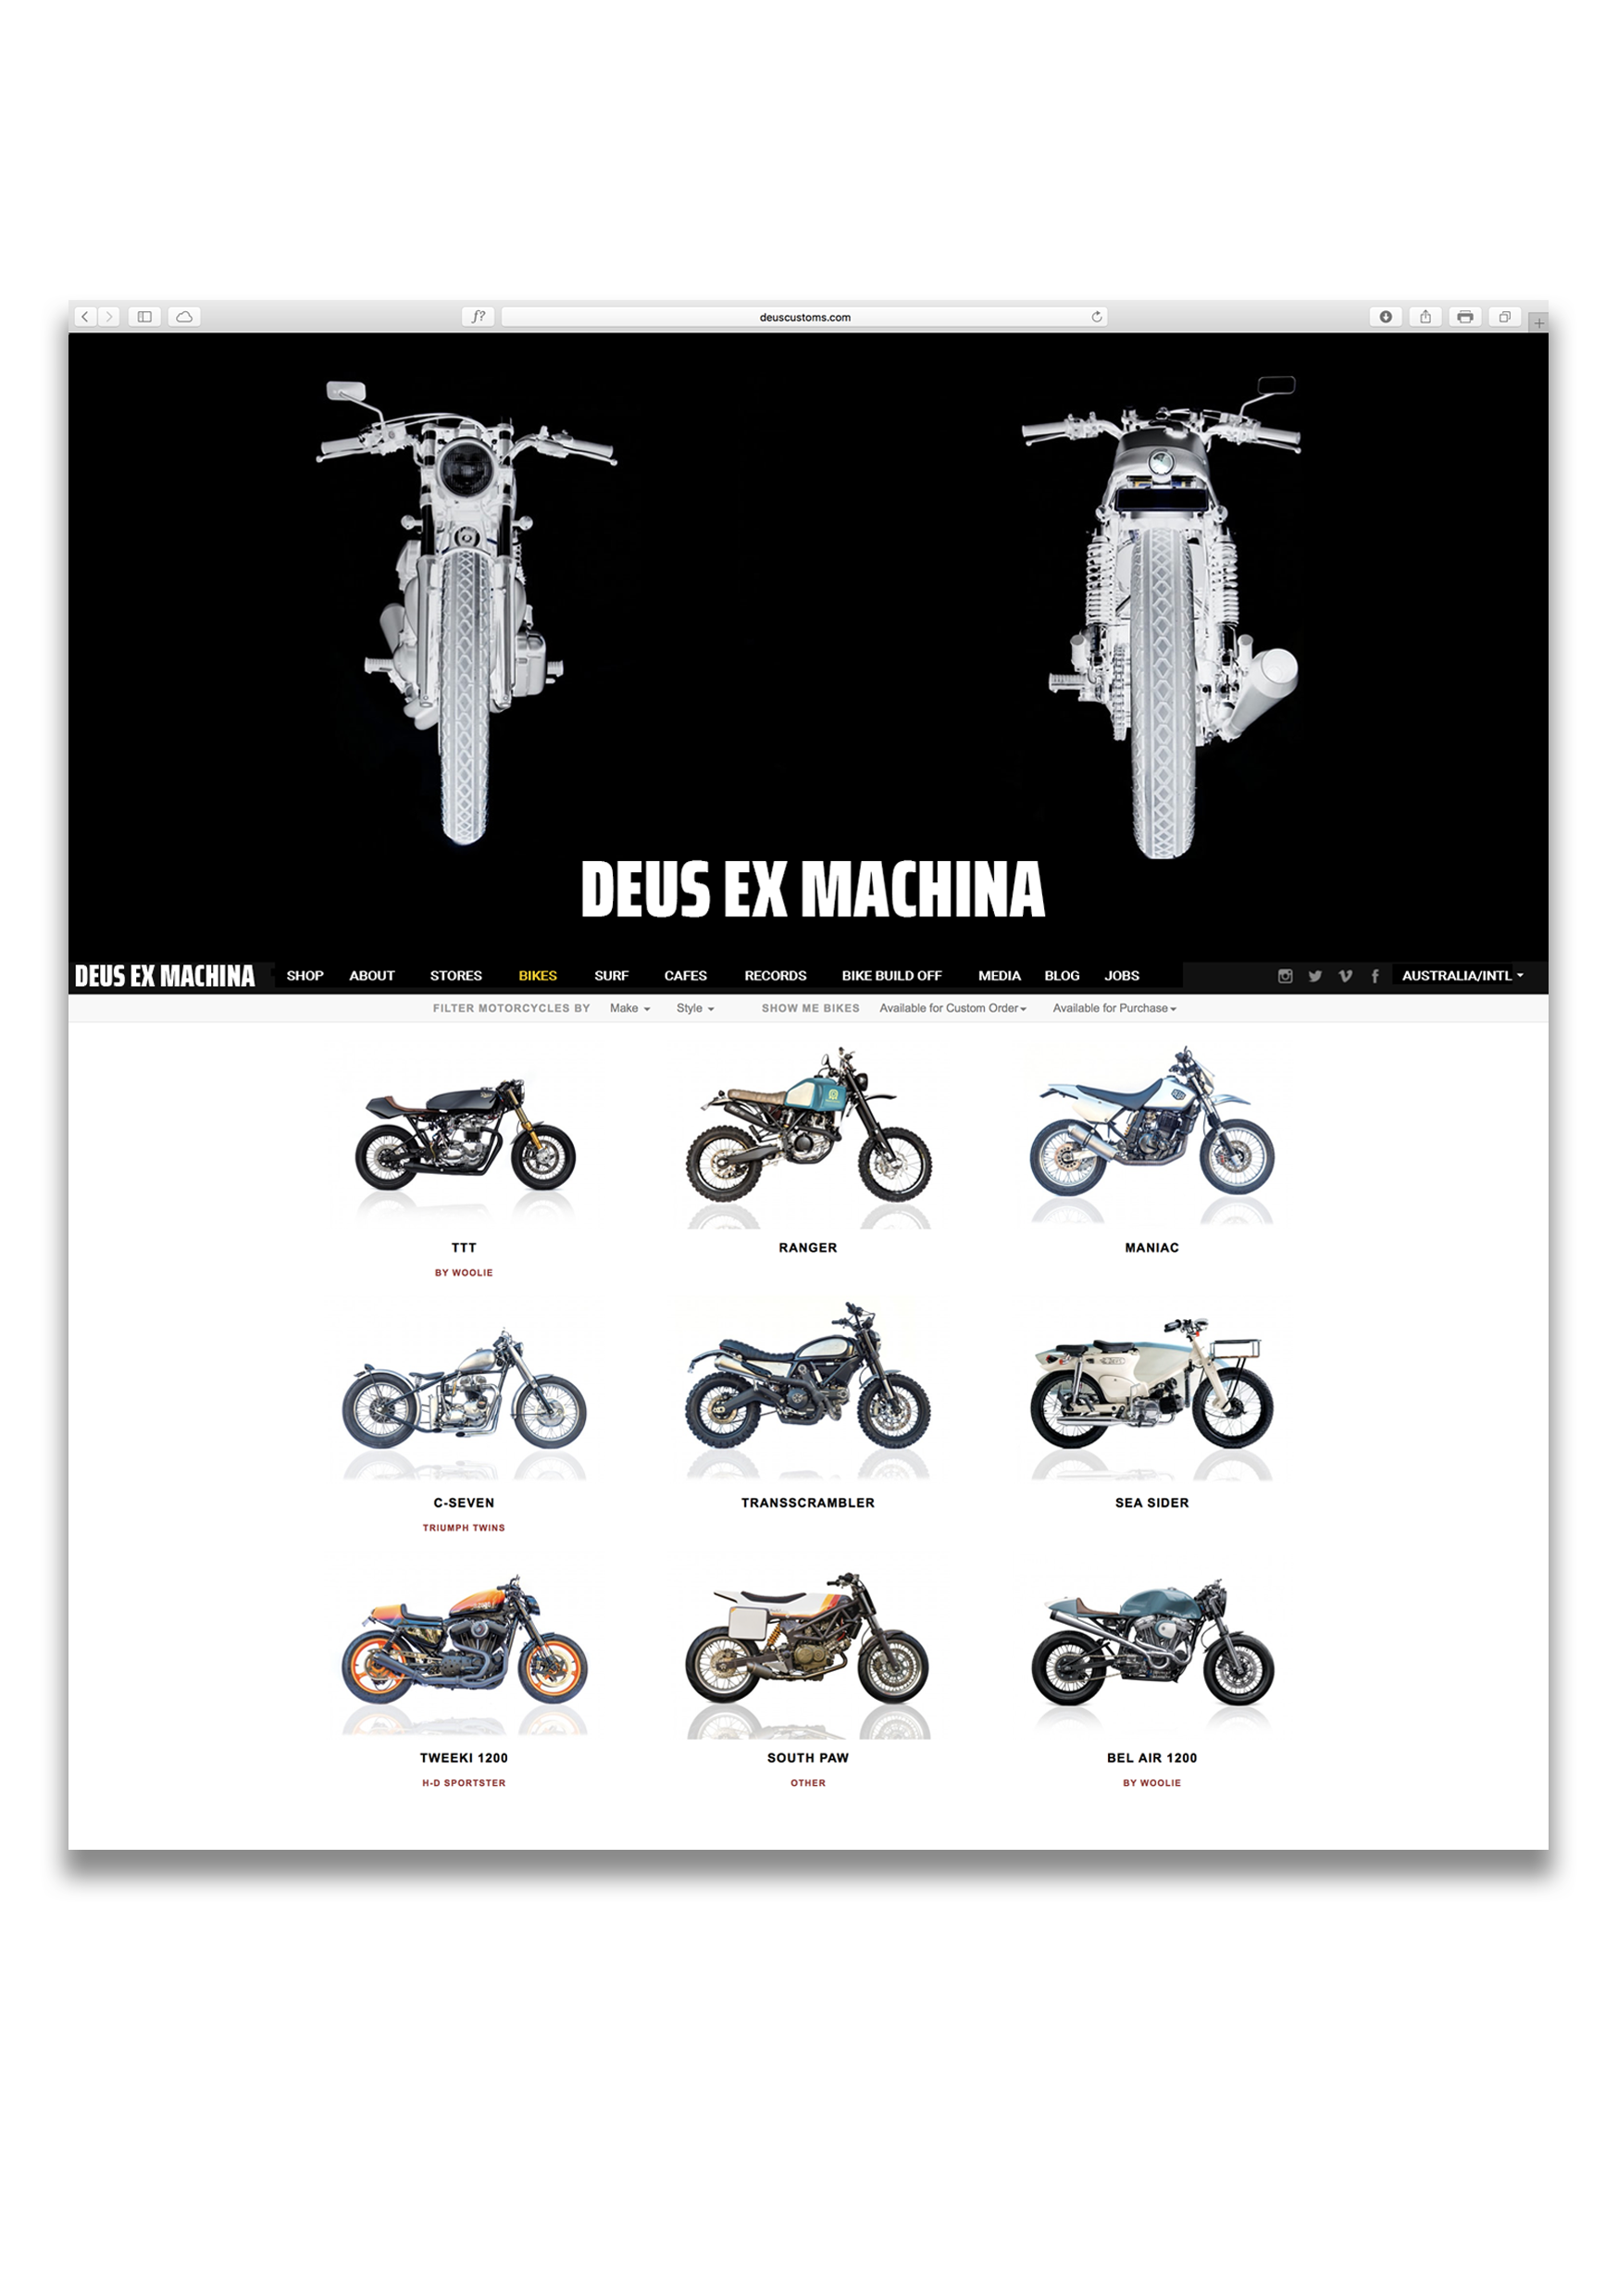 f?
deuscustoms.com
DEUS EX MACHINA
DEUS EX MACHINA SHOP ABOUT STORES BIKES SURF CAFES RECORDS BIKE BUILD OFF MEDIA BLOG JOBS AUSTRALIA/INTL
FILTER MOTORCYCLES BY Make Style SHOW ME BIKES Available for Custom Order Available for Purchase
TTT RANGER MANIAC
BY WOOLIE
C-SEVEN TRANSSCRAMBLER SEA SIDER
TRIUMPH TWINS
TWEEKI 1200 SOUTH PAW BEL AIR 1200
H-D SPORTSTER OTHER BY WOOLIE